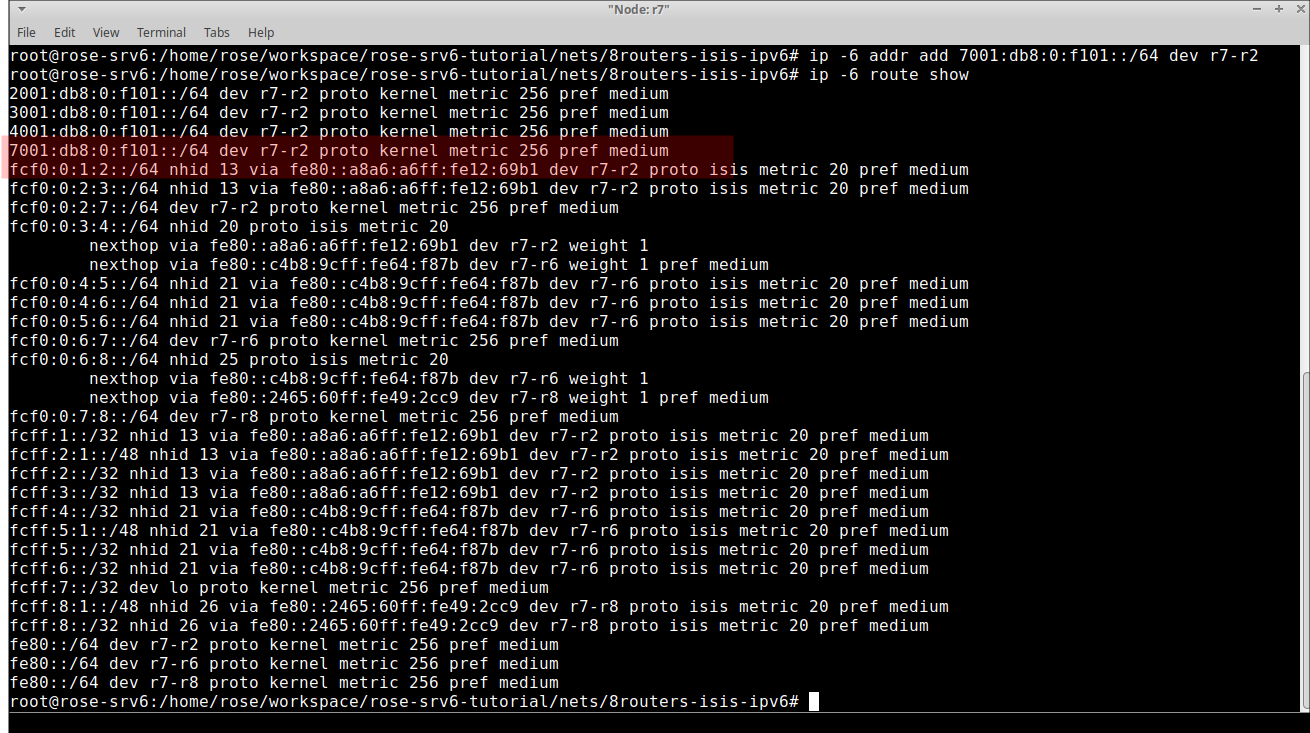 "Node: r7"
File Edit View Terminal Tabs Help
root@rose-srv6:/home/rose/workspace/rose-srv6-tutorial/nets/8routers-isis-ipv6# ip -6 addr add 7001:db8:0:f101::/64 dev r7-r2
root@rose-srv6:/home/rose/workspace/rose-srv6-tutorial/nets/8routers-isis-ipv6# ip -6 route show
2001:db8:0:f101::/64 dev r7-r2 proto kernel metric 256 pref medium
3001:db8:0:f101::/64 dev r7-r2 proto kernel metric 256 pref medium
4001:db8:0:f101::/64 dev r7-r2 proto kernel metric 256 pref medium
7001:db8:0:f101::/64 dev r7-r2 proto kernel metric 256 pref medium
fcf0:0:1:2::/64 nhid 13 via fe80::a8a6:a6ff:fe12:69b1 dev r7-r2 proto isis metric 20 pref medium
fcf0:0:2:3::/64 nhid 13 via fe80::a8a6:a6ff:fe12:69b1 dev r7-r2 proto isis metric 20 pref medium
fcf0:0:2:7::/64 dev r7-r2 proto kernel metric 256 pref medium
fcf0:0:3:4::/64 nhid 20 proto isis metric 20
nexthop via fe80::a8a6:a6ff:fe12:69b1 dev r7-r2 weight 1
nexthop via fe80::c4b8:9cff:fe64:f87b dev r7-r6 weight 1 pref medium
fcf0:0:4:5::/64 nhid 21 via fe80::c4b8:9cff:fe64:f87b dev r7-r6 proto isis metric 20 pref medium
fcf0:0:4:6::/64 nhid 21 via fe80::c4b8:9cff:fe64:f87b dev r7-r6 proto isis metric 20 pref medium
fcf0:0:5:6::/64 nhid 21 via fe80::c4b8:9cff:fe64:f87b dev r7-r6 proto isis metric 20 pref medium
fcf0:0:6:7::/64 dev r7-r6 proto kernel metric 256 pref medium
fcf0:0:6:8::/64 nhid 25 proto isis metric 20
nexthop via fe80::c4b8:9cff:fe64:f87b dev r7-r6 weight 1
nexthop via fe80::2465:60ff:fe49:2cc9 dev r7-r8 weight 1 pref medium
fcf0:0:7:8::/64 dev r7-r8 proto kernel metric 256 pref medium
fcff:1::/32 nhid 13 via fe80::a8a6:a6ff:fe12:69b1 dev r7-r2 proto isis metric 20 pref medium
fcff:2:1::/48 nhid 13 via fe80::a8a6:a6ff:fe12:69b1 dev r7-r2 proto isis metric 20 pref medium
fcff:2::/32 nhid 13 via fe80::a8a6:a6ff:fe12:69b1 dev r7-r2 proto isis metric 20 pref medium
fcff:3::/32 nhid 13 via fe80::a8a6:a6ff:fe12:69b1 dev r7-r2 proto isis metric 20 pref medium
fcff:4::/32 nhid 21 via fe80::c4b8:9cff:fe64:f87b dev r7-r6 proto isis metric 20 pref medium
fcff:5:1::/48 nhid 21 via fe80::c4b8:9cff:fe64:f87b dev r7-r6 proto isis metric 20 pref medium
fcff:5::/32 nhid 21 via fe80::c4b8:9cff:fe64:f87b dev r7-r6 proto isis metric 20 pref medium
fcff:6::/32 nhid 21 via fe80::c4b8:9cff:fe64:f87b dev r7-r6 proto isis metric 20 pref medium
fcff:7::/32 dev lo proto kernel metric 256 pref medium
fcff:8:1::/48 nhid 26 via fe80::2465:60ff:fe49:2cc9 dev r7-r8 proto isis metric 20 pref medium
fcff:8::/32 nhid 26 via fe80::2465:60ff:fe49:2cc9 dev r7-r8 proto isis metric 20 pref medium
fe80::/64 dev r7-r2 proto kernel metric 256 pref medium
fe80::/64 dev r7-r6 proto kernel metric 256 pref medium
fe80::/64 dev r7-r8 proto kernel metric 256 pref medium
root@rose-srv6:/home/rose/workspace/rose-srv6-tutorial/nets/8routers-isis-ipv6#